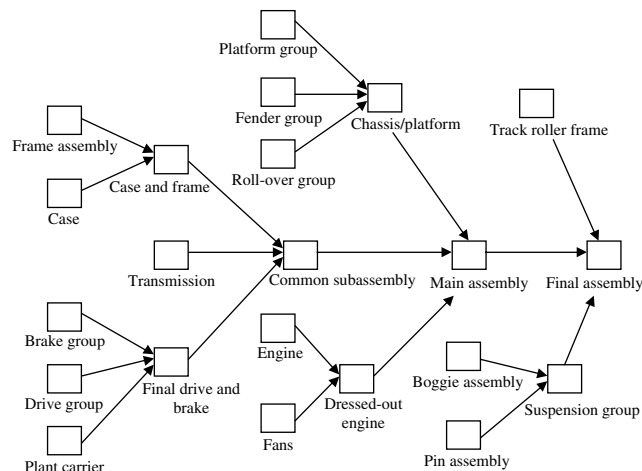 Platform group
Fender group
Chassis/platform
Track roller frame
Frame assembly
Roll-over group
Case and frame
Case
Transmission
Common subassembly
Main assembly
Final assembly
Brake group
Engine
Boggie assembly
Final drive and
brake
Drive group
Dressed-out
engine
Suspension group
Fans
Plant carrier
Pin assembly